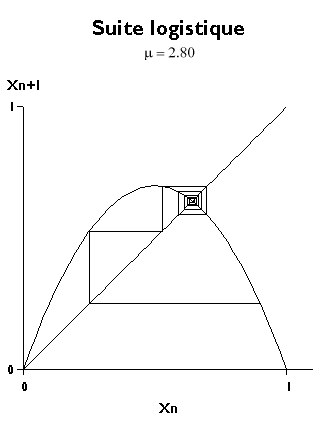 Suite logistique
μ = 2.80
Xn+1
1
0
0
1
Xn